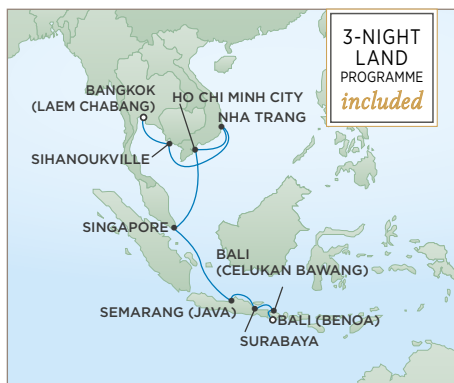 3-NIGHT
LAND
PROGRAMME
included
BANGKOK
(LAEM CHABANG)
HO CHI MINH CITY
NHA TRANG
SIHANOUKVILLE
SINGAPORE
BALI
(CELUKAN BAWANG)
SEMARANG (JAVA)
BALI (BENOA)
SURABAYA